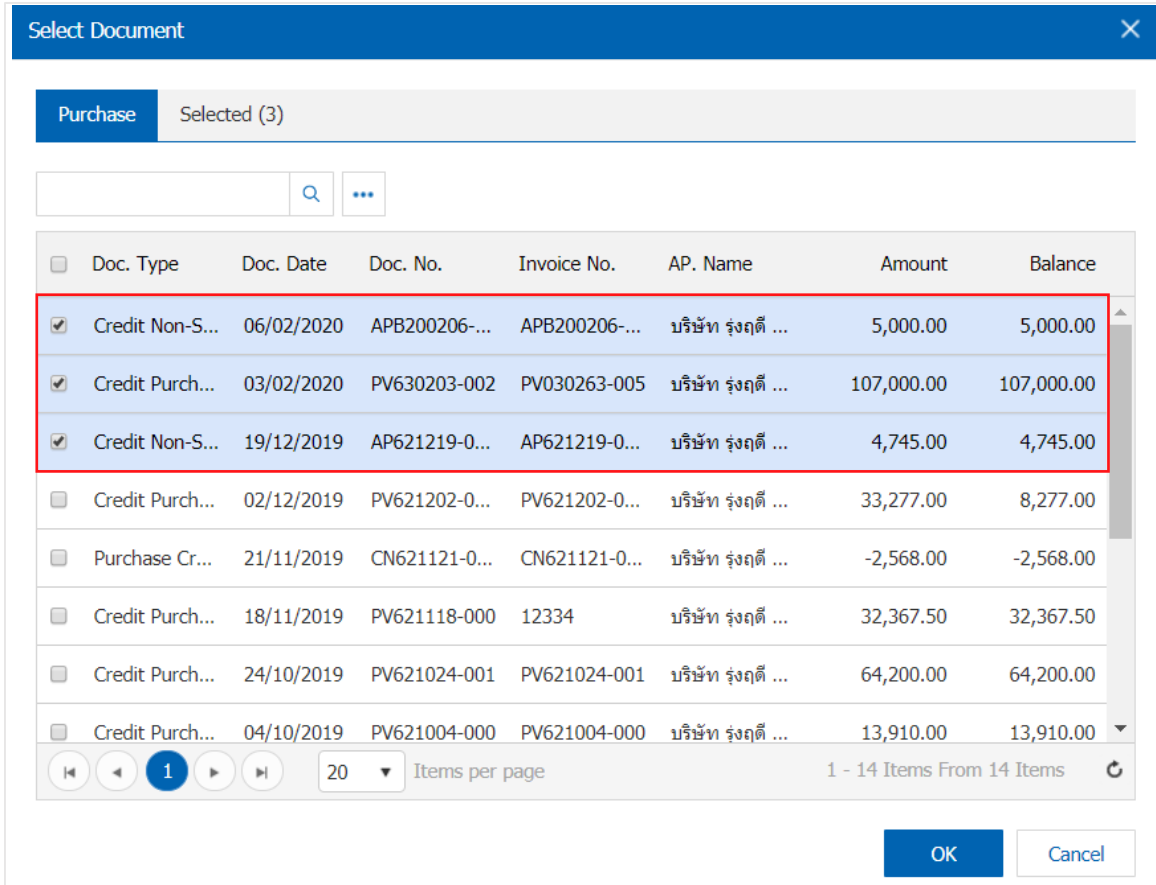 Select Document
Purchase Selected (3)
Doc. Type Doc. Date Doc. No. Invoice No. AP. Name Amount Balance
Credit Non-S... 06/02/2020 APB200206-... APB200206-... บริษัท รุ่งฤดี ... 5,000.00 5,000.00
Credit Purch... 03/02/2020 PV630203-002 PV030263-005 บริษัท รุ่งฤดี ... 107,000.00 107,000.00
Credit Non-S... 19/12/2019 AP621219-0... AP621219-0... บริษัท รุ่งฤดี ... 4,745.00 4,745.00
Credit Purch... 02/12/2019 PV621202-0... PV621202-0... บริษัท รุ่งฤดี ... 33,277.00 8,277.00
Purchase Cr... 21/11/2019 CN621121-0... CN621121-0... บริษัท รุ่งฤดี ... -2,568.00 -2,568.00
Credit Purch... 18/11/2019 PV621118-000 12334 บริษัท รุ่งฤดี ... 32,367.50 32,367.50
Credit Purch... 24/10/2019 PV621024-001 PV621024-001 บริษัท รุ่งฤดี ... 64,200.00 64,200.00
Credit Purch... 04/10/2019 PV621004-000 PV621004-000 บริษัท รุ่งฤดี ... 13,910.00 13,910.00
1 20 Items per page 1 - 14 Items From 14 Items
OK Cancel